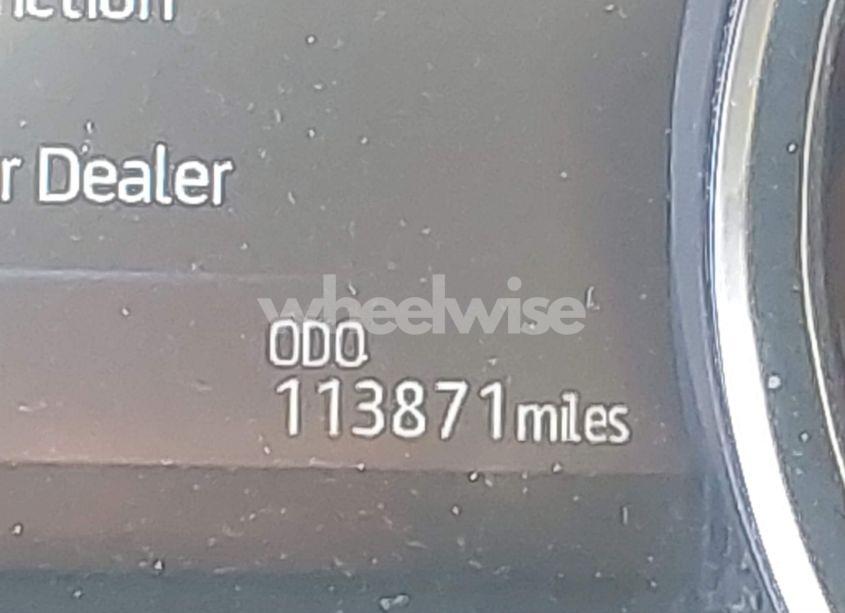 r Dealer
wheelwise
ODO
113871miles